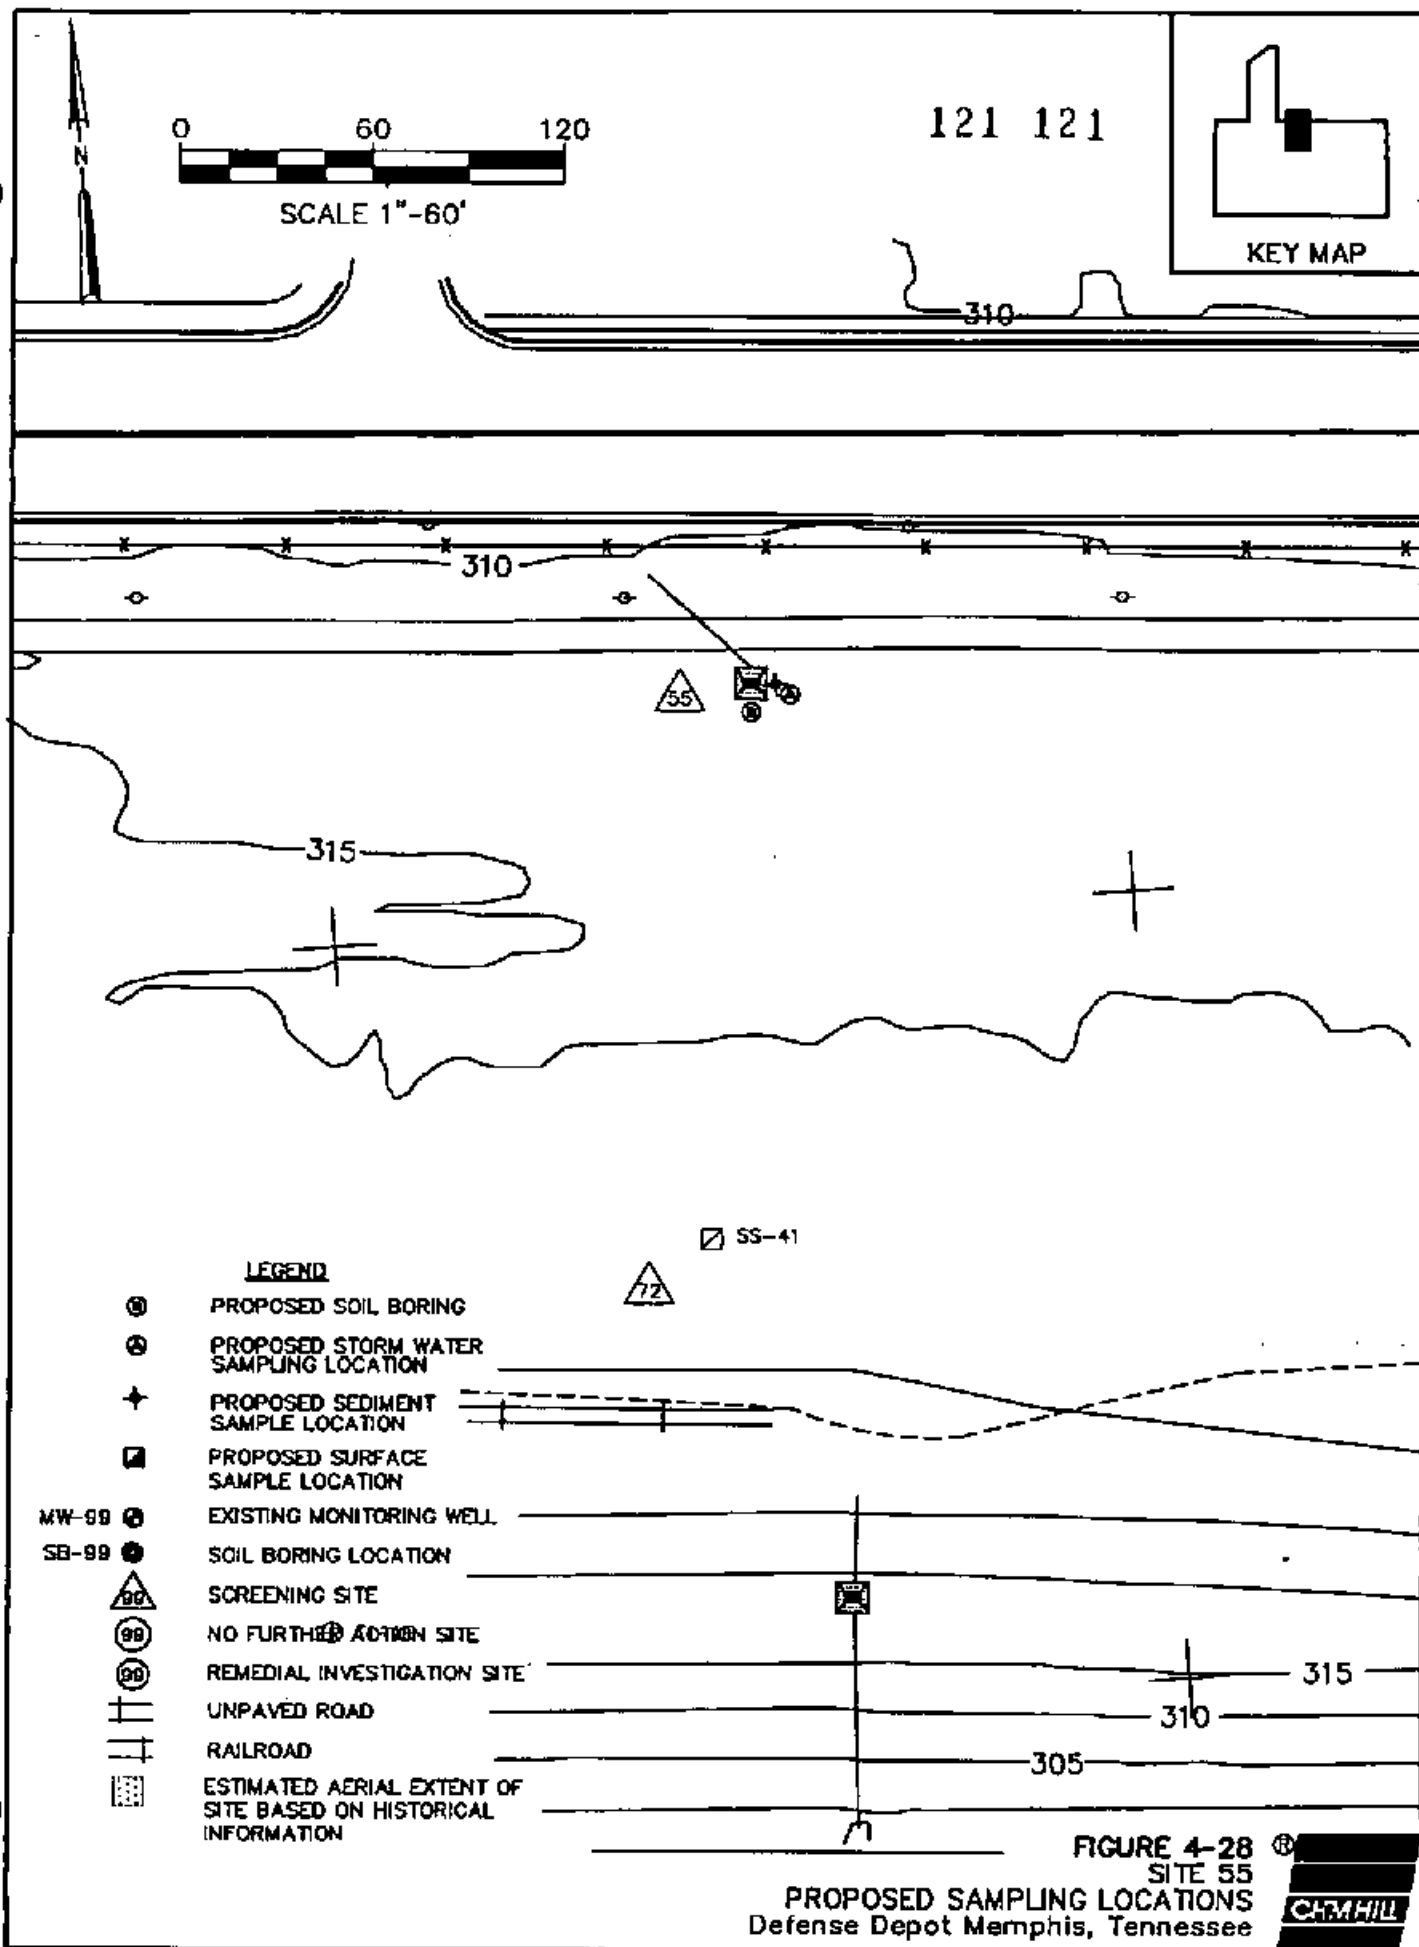 0 60 120
N
SCALE 1"-60'
121 121
KEY MAP
310
310
55
315
SS-41
72
LEGEND
PROPOSED SOIL BORING
PROPOSED STORM WATER
SAMPLING LOCATION
PROPOSED SEDIMENT
SAMPLE LOCATION
PROPOSED SURFACE
SAMPLE LOCATION
MW-99 EXISTING MONITORING WELL
SB-99 SOIL BORING LOCATION
99 SCREENING SITE
99 NO FURTHER ACTION SITE
99 REMEDIAL INVESTIGATION SITE
UNPAVED ROAD
RAILROAD
ESTIMATED AERIAL EXTENT OF
SITE BASED ON HISTORICAL
INFORMATION
315
310
305
FIGURE 4-28 ®
SITE 55
PROPOSED SAMPLING LOCATIONS
Defense Depot Memphis, Tennessee
CH2M HILL